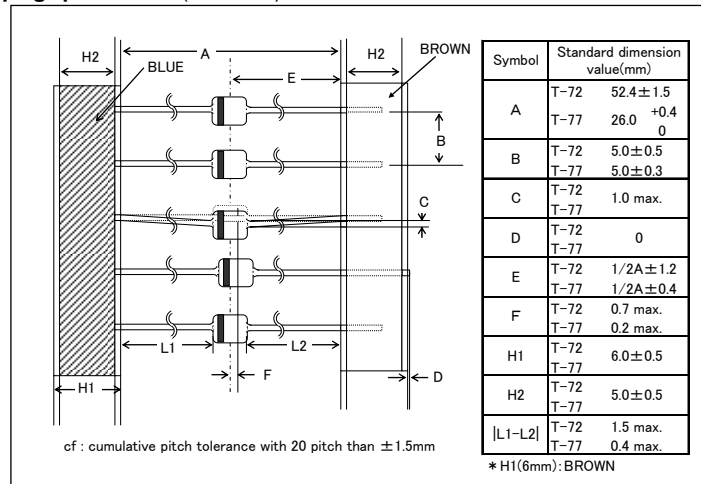 H2
A
H2
BROWN
BLUE
E
B
C
L1
L2
F
D
H1
cf : cumulative pitch tolerance with 20 pitch than ±1.5mm
Symbol Standard dimension
value(mm)
A T-72 52.4±1.5
T-77 26.0 +0.4
0
B T-72 5.0±0.5
T-77 5.0±0.3
C T-72 1.0 max.
T-77
D T-72 0
T-77
E T-72 1/2A±1.2
T-77 1/2A±0.4
F T-72 0.7 max.
T-77 0.2 max.
H1 T-72 6.0±0.5
T-77
H2 T-72 5.0±0.5
T-77
|L1-L2| T-72 1.5 max.
T-77 0.4 max.
*H1(6mm):BROWN